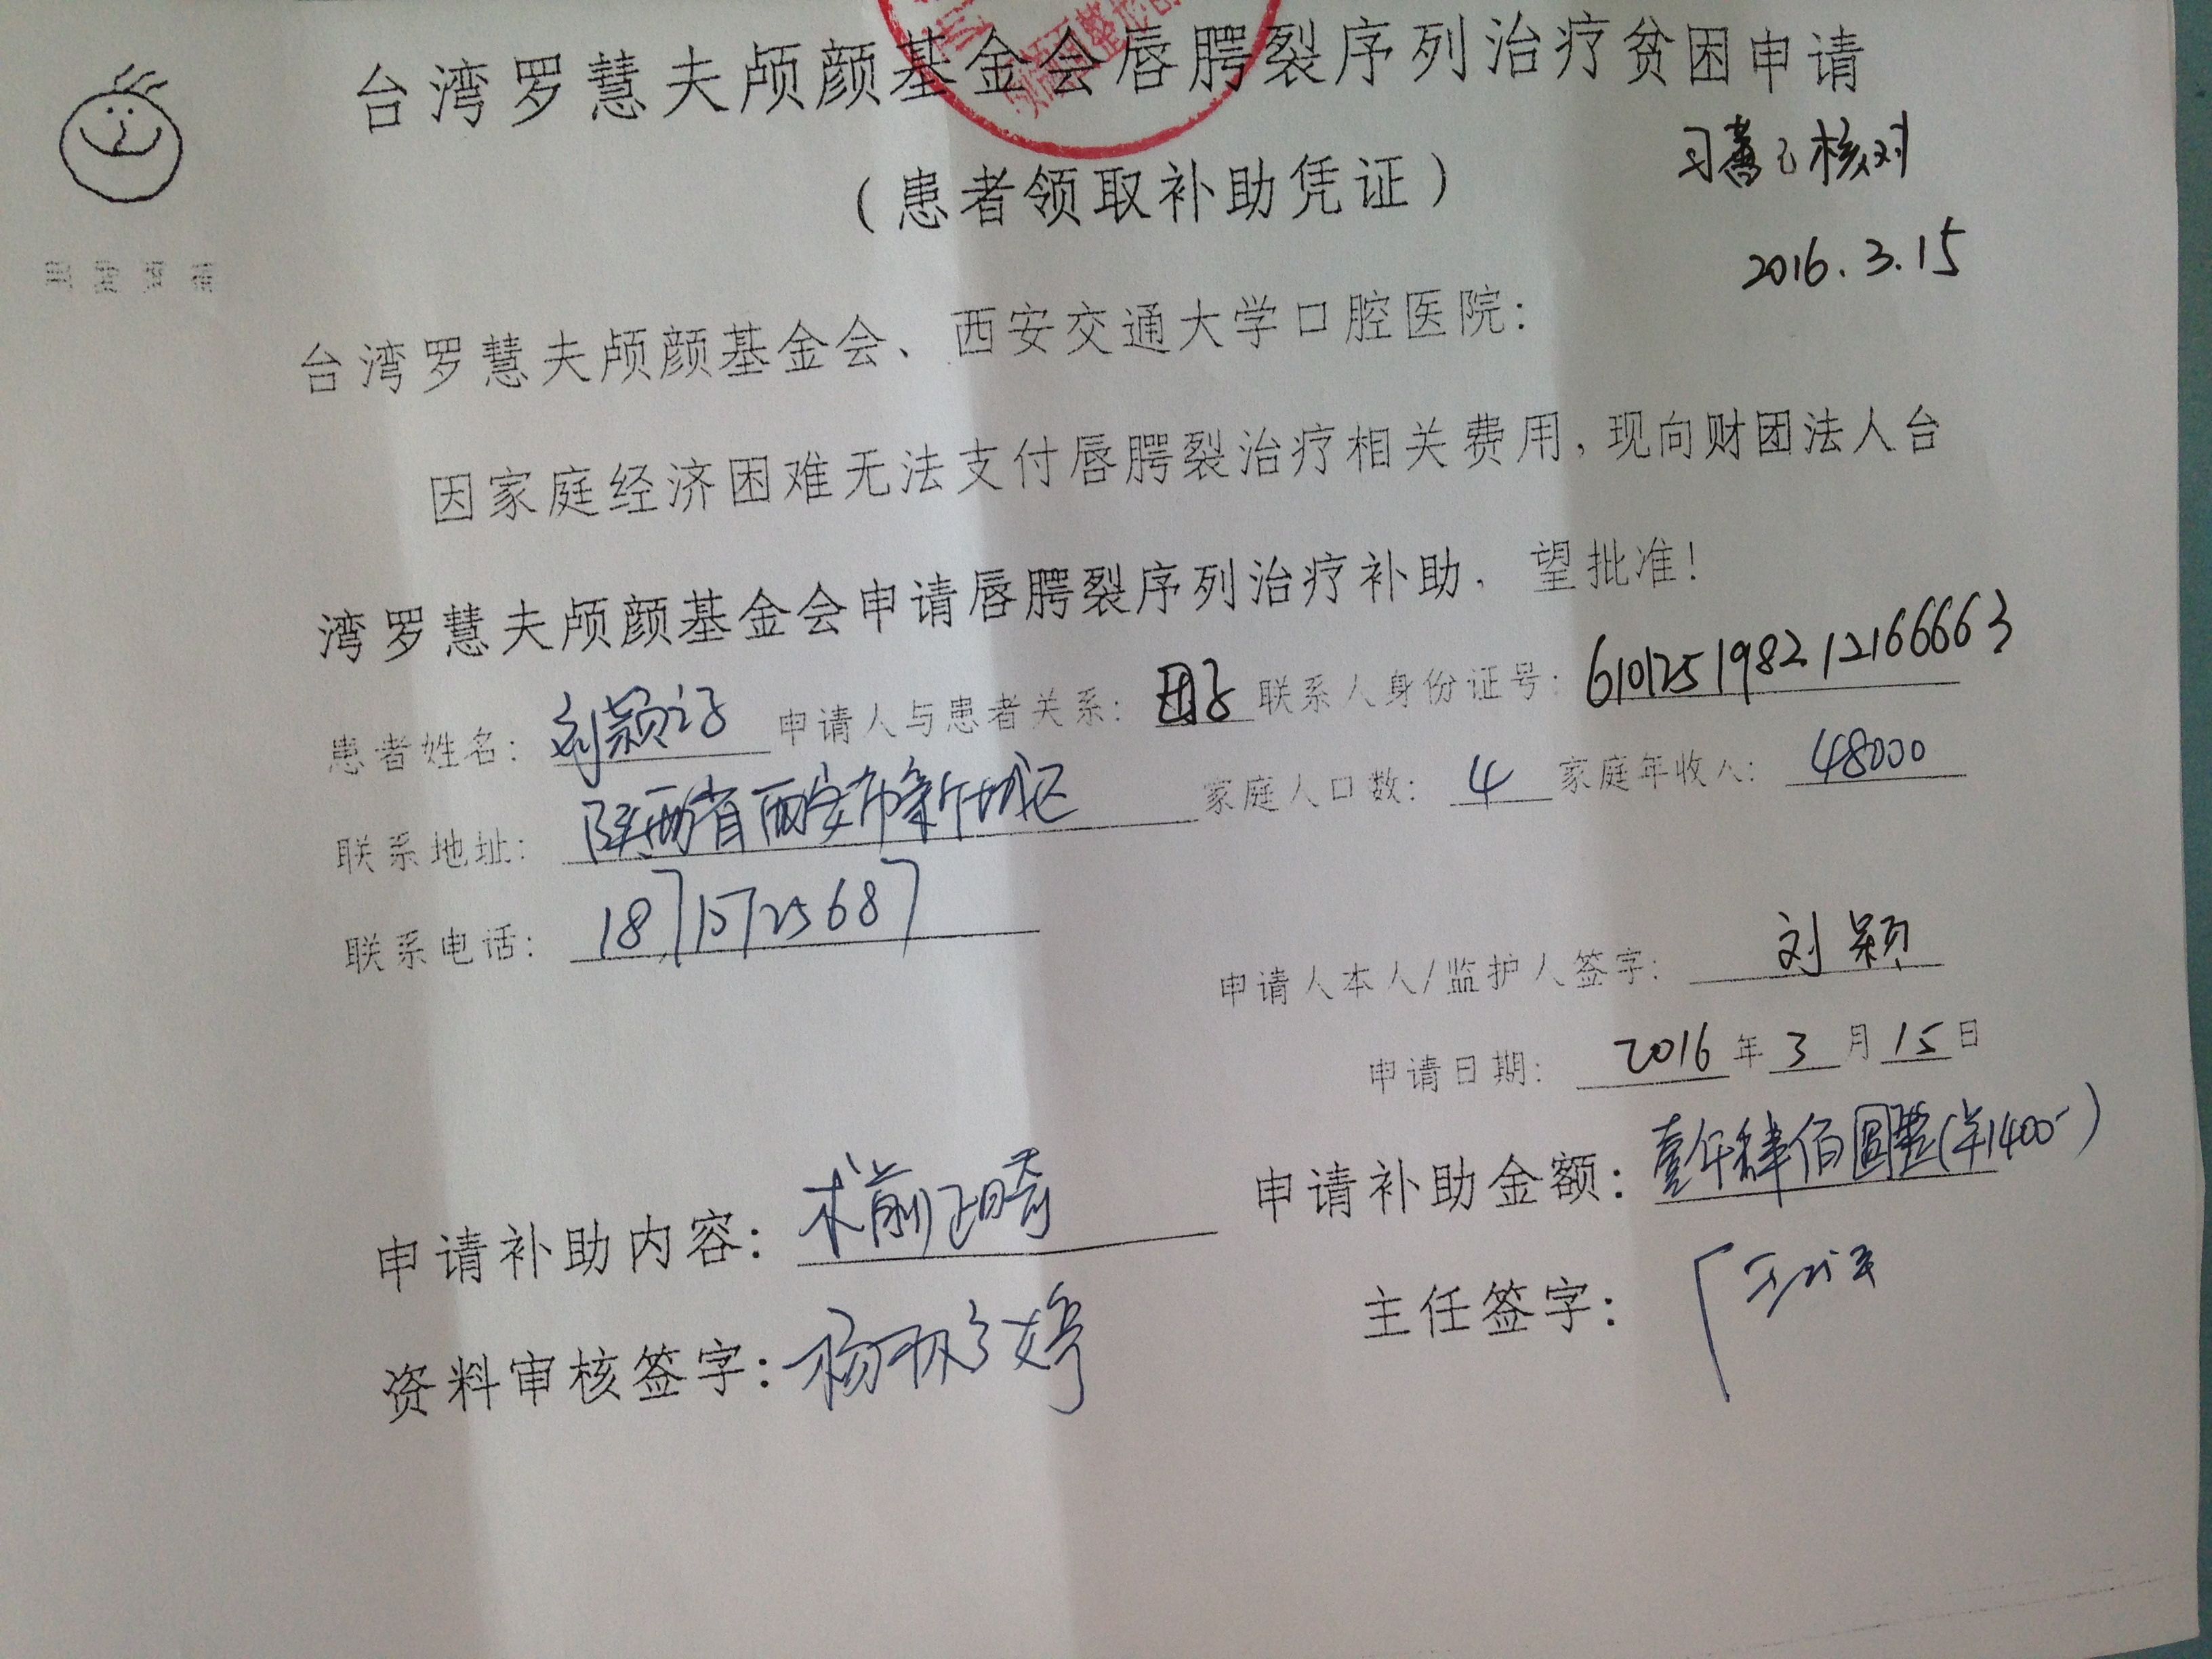 台湾罗慧夫颅颜基金会唇腭裂序列治疗贫困申请
（患者领取补助凭证）
已核对
2016.3.15
台湾罗慧夫颅颜基金会、西安交通大学口腔医院：
因家庭经济困难无法支付唇腭裂治疗相关费用，现向财团法人台
湾罗慧夫颅颜基金会申请唇腭裂序列治疗补助，望批准！
患者姓名：刘颖之子 申请人与患者关系：母子 联系人身份证号：610125198212166663
联系地址：陕西省西安市新城区 家庭人口数：4 家庭年收入：48000
联系电话：18715725687
申请人本人/监护人签字：刘颖
申请日期：2016年3月15日
申请补助内容：术前正畸 申请补助金额：壹仟肆佰圆整(￥1400-)
资料审核签字：杨 婷 主任签字：